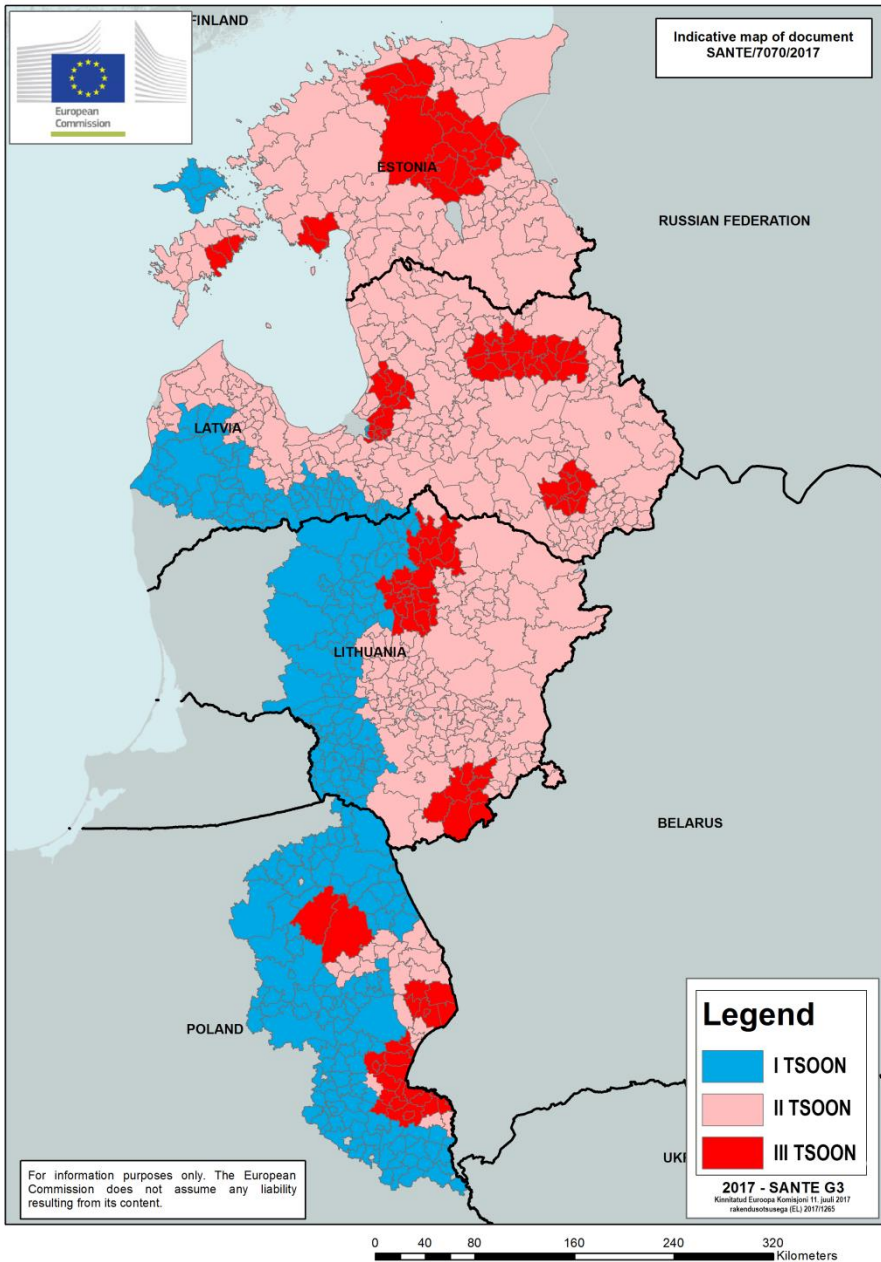 FINLAND
Indicative map of document
SANTE/7070/2017
European
Commission
ESTONIA
RUSSIAN FEDERATION
LATVIA
LITHUANIA
BELARUS
POLAND
Legend
I TSOON
II TSOON
III TSOON
UKR
2017 - SANTE G3
Kinnitatud Euroopa Komisjoni 11. juuli 2017
rakendusotsusega (EL) 2017/1265
For information purposes only. The European
Commission does not assume any liability
resulting from its content.
0 40 80 160 240 320
Kilometers